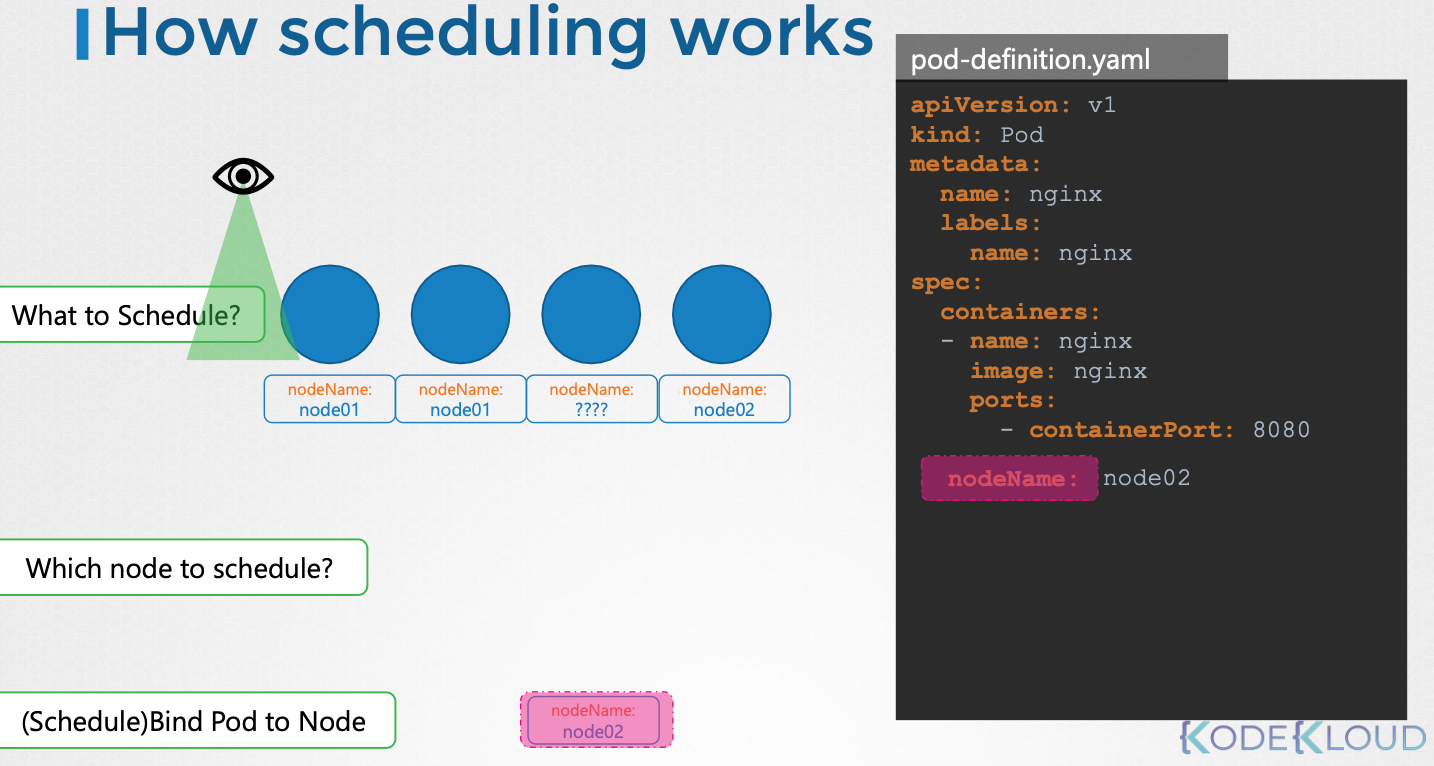 How scheduling works
pod-definition.yaml
apiVersion: v1
kind: Pod
metadata:
  name: nginx
  labels:
    name: nginx
spec:
  containers:
  - name: nginx
    image: nginx
    ports:
      - containerPort: 8080
  nodeName: node02
What to Schedule?
nodeName:
node01
nodeName:
node01
nodeName:
????
nodeName:
node02
Which node to schedule?
(Schedule)Bind Pod to Node
nodeName:
node02
KODEKLOUD